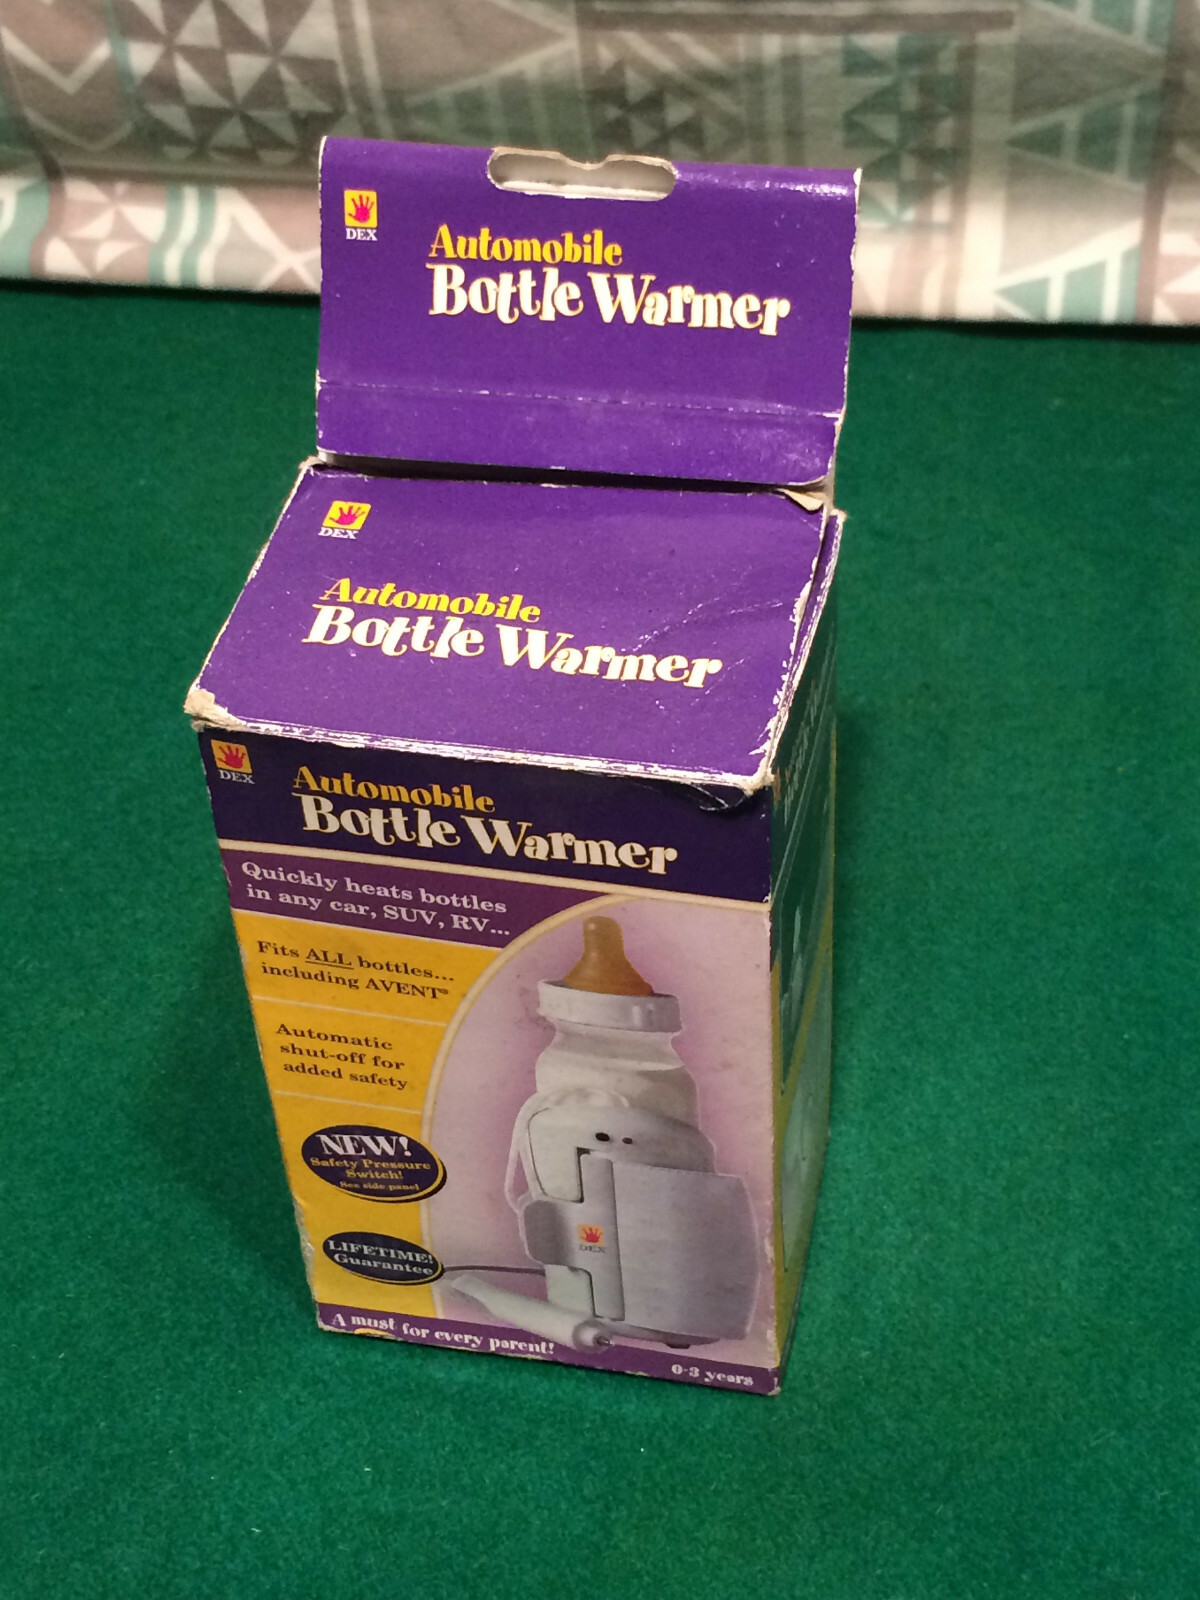 DEX
Automobile
Bottle Warmer
DEX
Automobile
Bottle Warmer
DEX
Automobile
Bottle Warmer
Quickly heats bottles
in any car, SUV, RV...
Fits ALL bottles...
including AVENT®
Automatic
shut-off for
added safety
NEW!
Safety Pressure
Switch!
See side panel
LIFETIME!
Guarantee
DEX
A must for every parent!
0-3 years